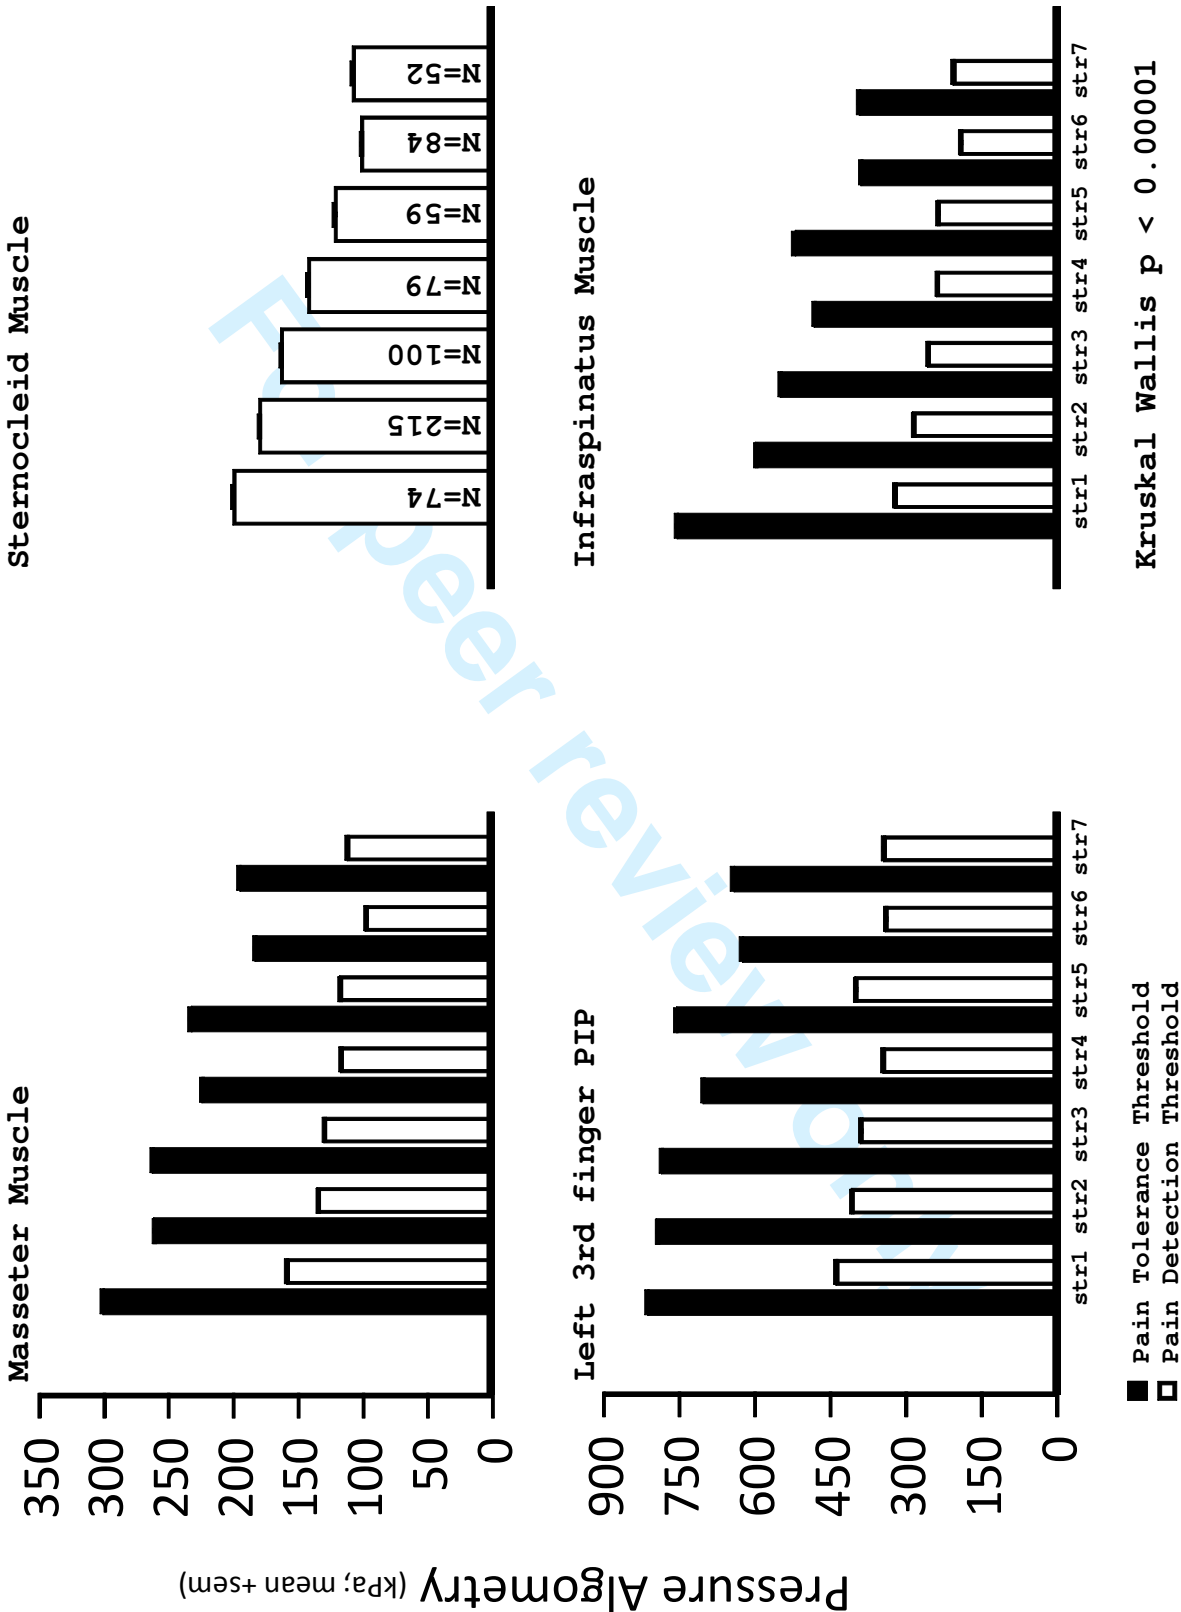 Masseter Muscle
Sternocleid Muscle
350
300
250
200
150
100
50
0
N=74
N=215
N=100
N=79
N=59
N=84
N=52
Left 3rd finger PIP
Infraspinatus Muscle
900
750
600
450
300
150
0
str1 str2 str3 str4 str5 str6 str7
str1 str2 str3 str4 str5 str6 str7
Pressure Algometry (kPa; mean +sem)
Pain Tolerance Threshold
Pain Detection Threshold
Kruskal Wallis p < 0.00001
For peer review only